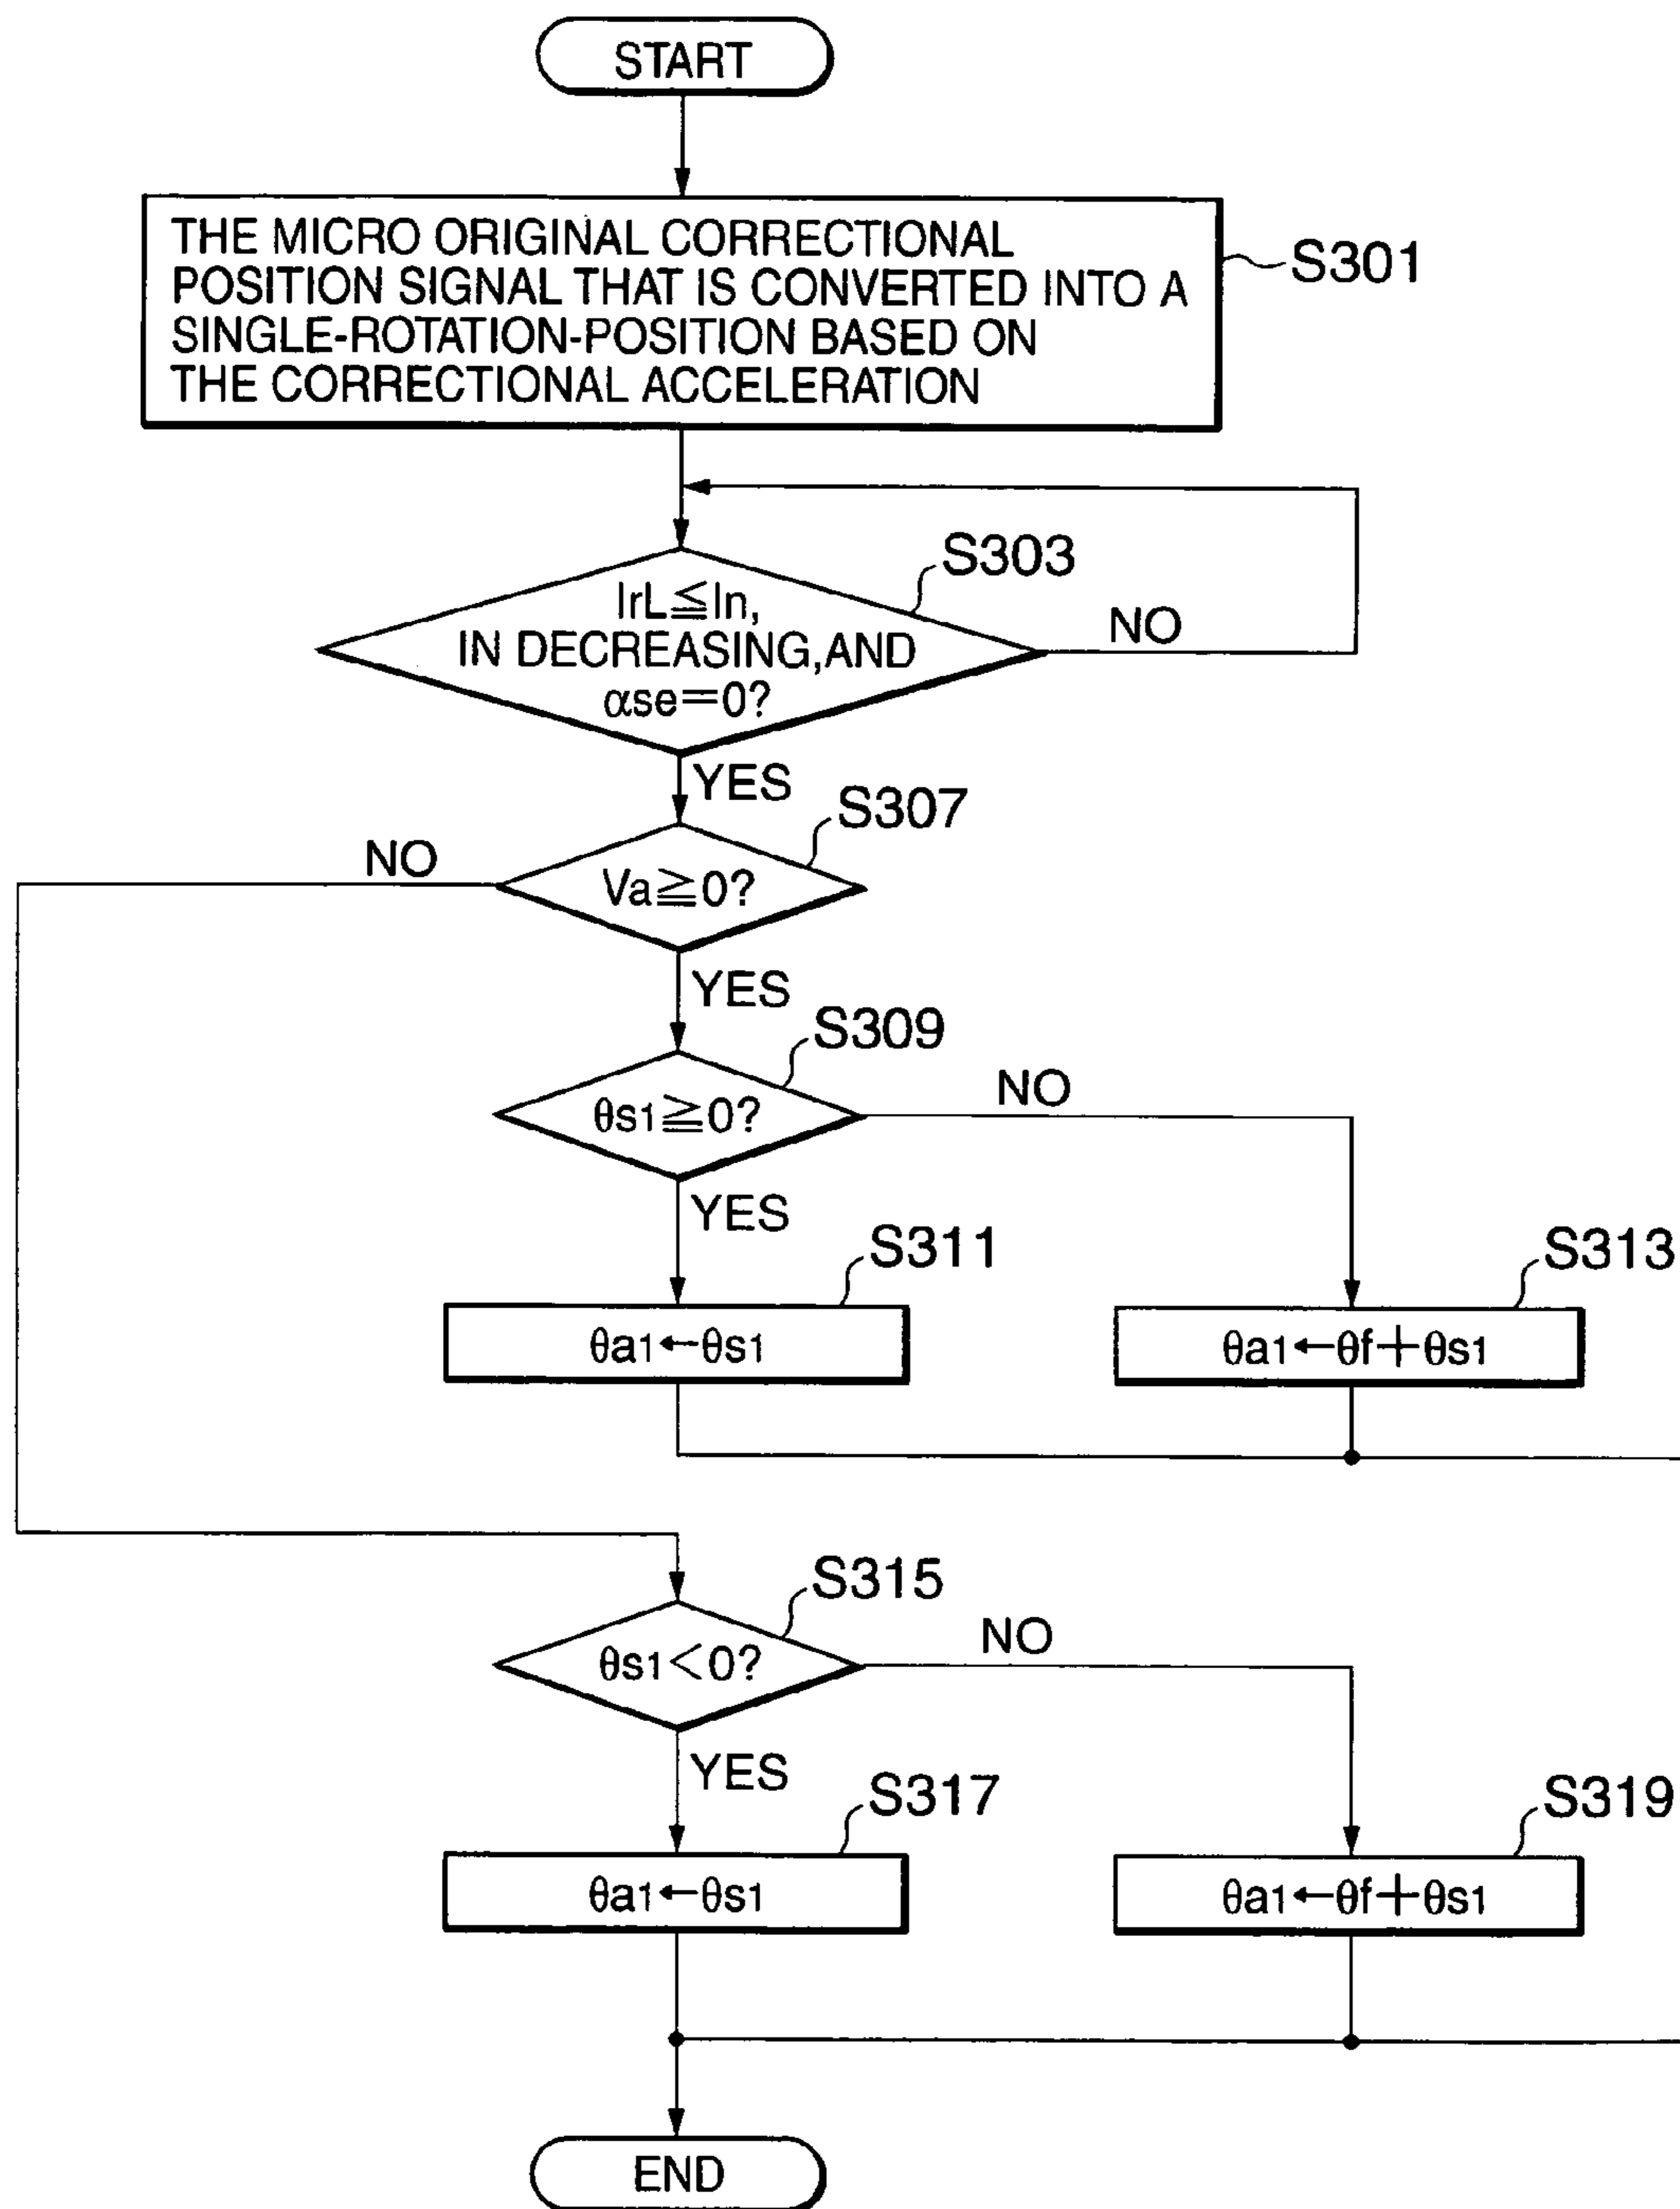 START
THE MICRO ORIGINAL CORRECTIONAL
POSITION SIGNAL THAT IS CONVERTED INTO A
SINGLE-ROTATION-POSITION BASED ON
THE CORRECTIONAL ACCELERATION
S301
S303
IrL≦In,
IN DECREASING,AND
αse=0?
NO
YES
S307
NO
Va≧0?
YES
S309
NO
θs1≧0?
YES
S311
S313
θa1←θs1
θa1←θf+θs1
S315
NO
θs1<0?
YES
S317
S319
θa1←θs1
θa1←θf+θs1
END